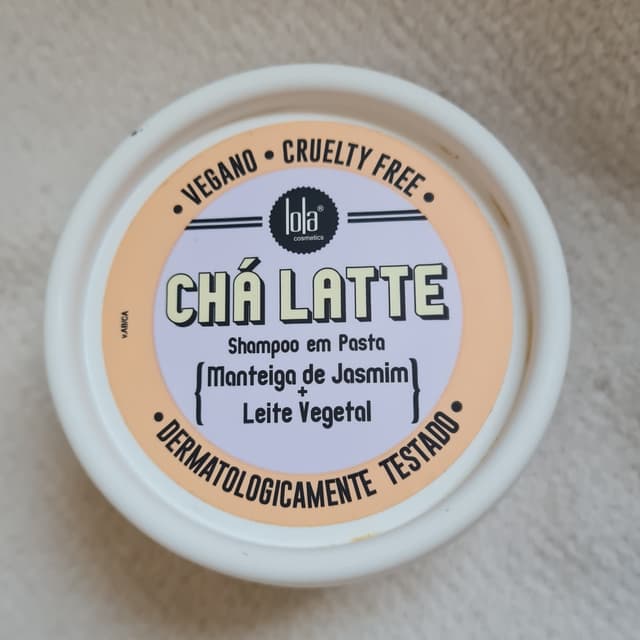 • VEGANO • CRUELTY FREE •
lola®
cosmetics
CHÁ LATTE
Shampoo em Pasta
{Manteiga de Jasmim
+
Leite Vegetal}
• DERMATOLOGICAMENTE TESTADO •